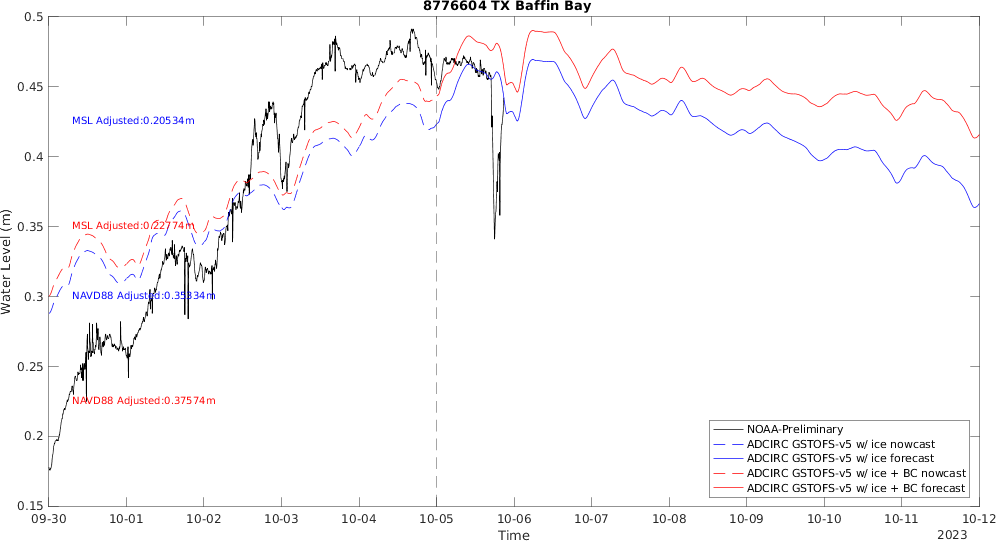 8776604 TX Baffin Bay
Water Level (m)
0.5
0.45
0.4
0.35
0.3
0.25
0.2
0.15
MSL Adjusted:0.20534m
MSL Adjusted:0.22774m
NAVD88 Adjusted:0.35334m
NAVD88 Adjusted:0.37574m
NOAA-Preliminary
ADCIRC GSTOFS-v5 w/ ice nowcast
ADCIRC GSTOFS-v5 w/ ice forecast
ADCIRC GSTOFS-v5 w/ ice + BC nowcast
ADCIRC GSTOFS-v5 w/ ice + BC forecast
09-30 10-01 10-02 10-03 10-04 10-05 10-06 10-07 10-08 10-09 10-10 10-11 10-12
Time
2023